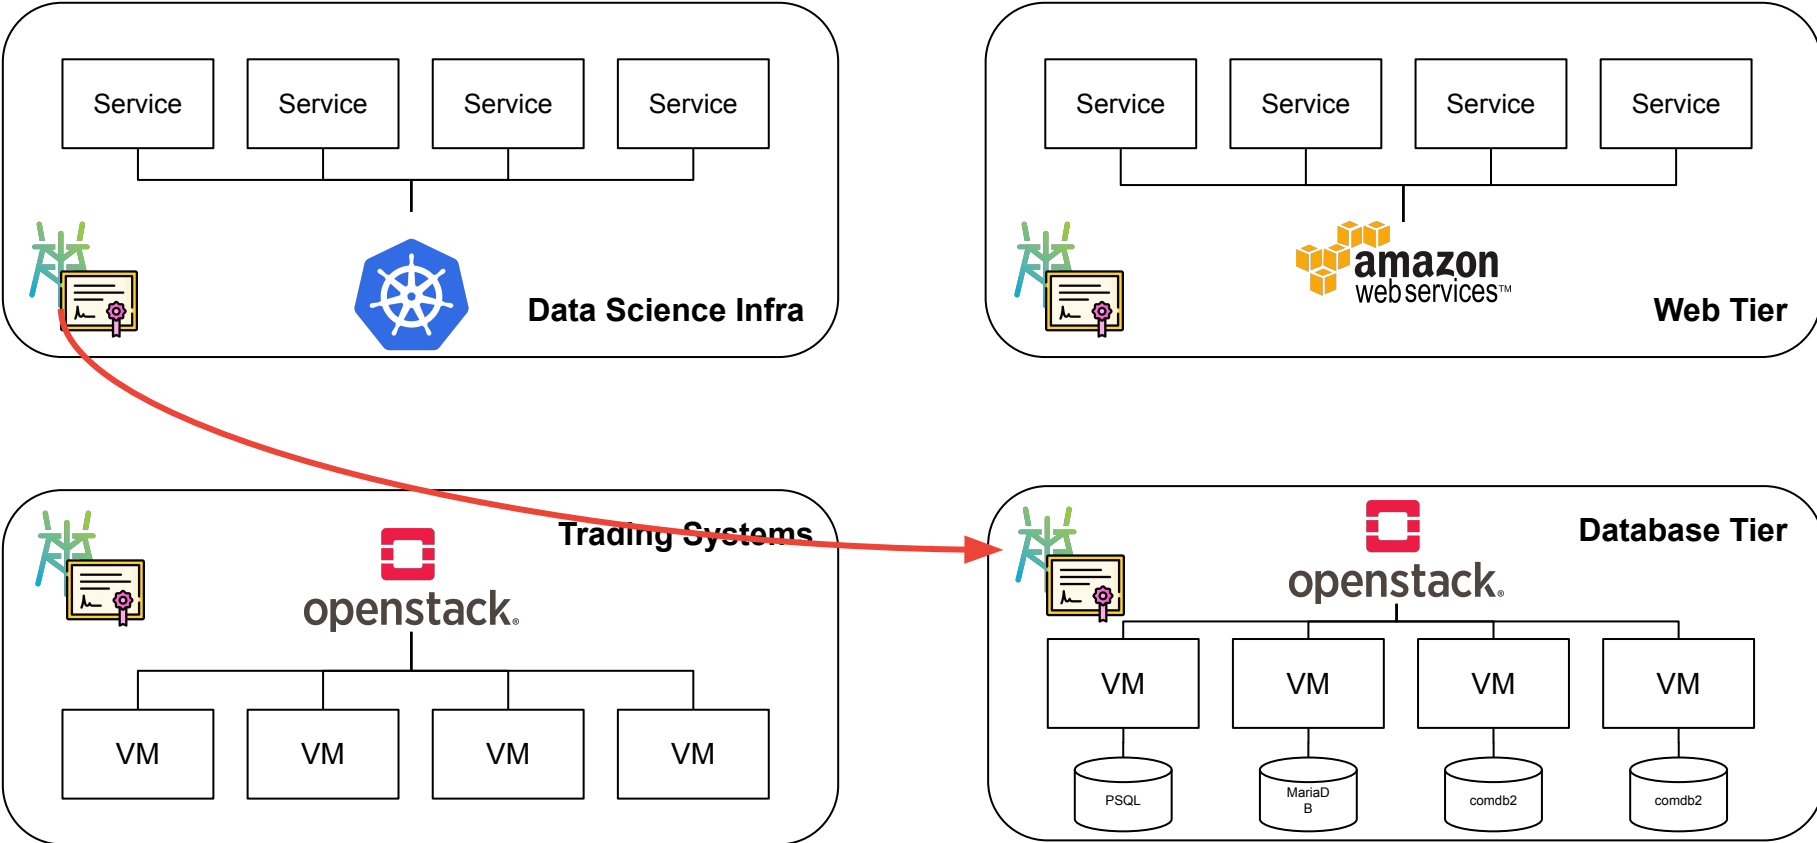 Service
Service
Service
Service
Data Science Infra
Service
Service
Service
Service
amazon
webservices™
Web Tier
Trading Systems
openstack®
VM
VM
VM
VM
Database Tier
openstack®
VM
VM
VM
VM
PSQL
MariaD
B
comdb2
comdb2